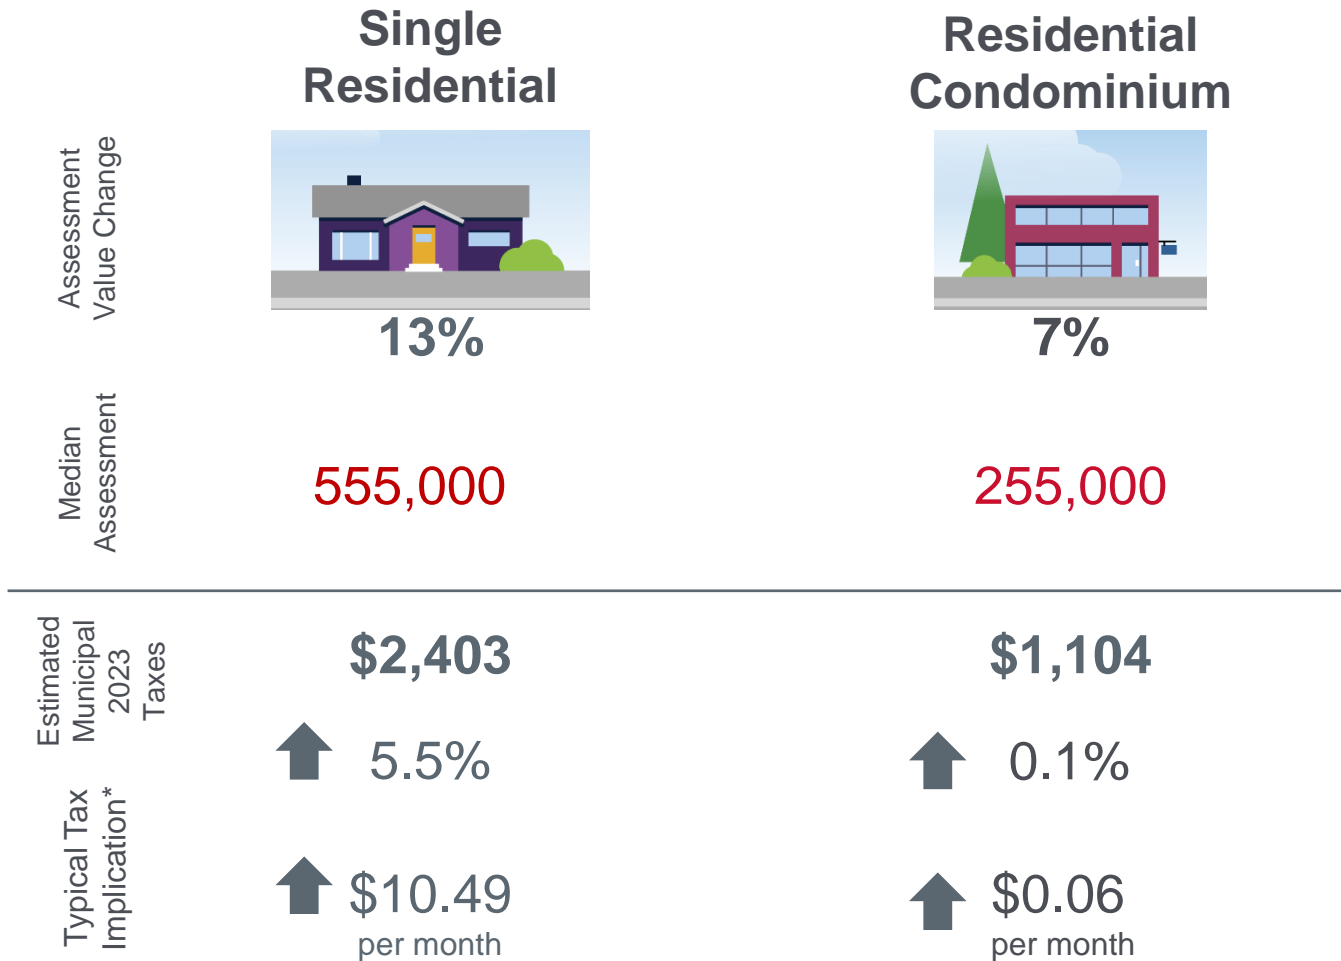 Single
Residential
Residential
Condominium
Assessment
Value Change
13%
7%
Median
Assessment
555,000
255,000
Estimated
Municipal
2023
Taxes
$2,403
$1,104
5.5%
0.1%
Typical Tax
Implication*
$10.49
per month
$0.06
per month